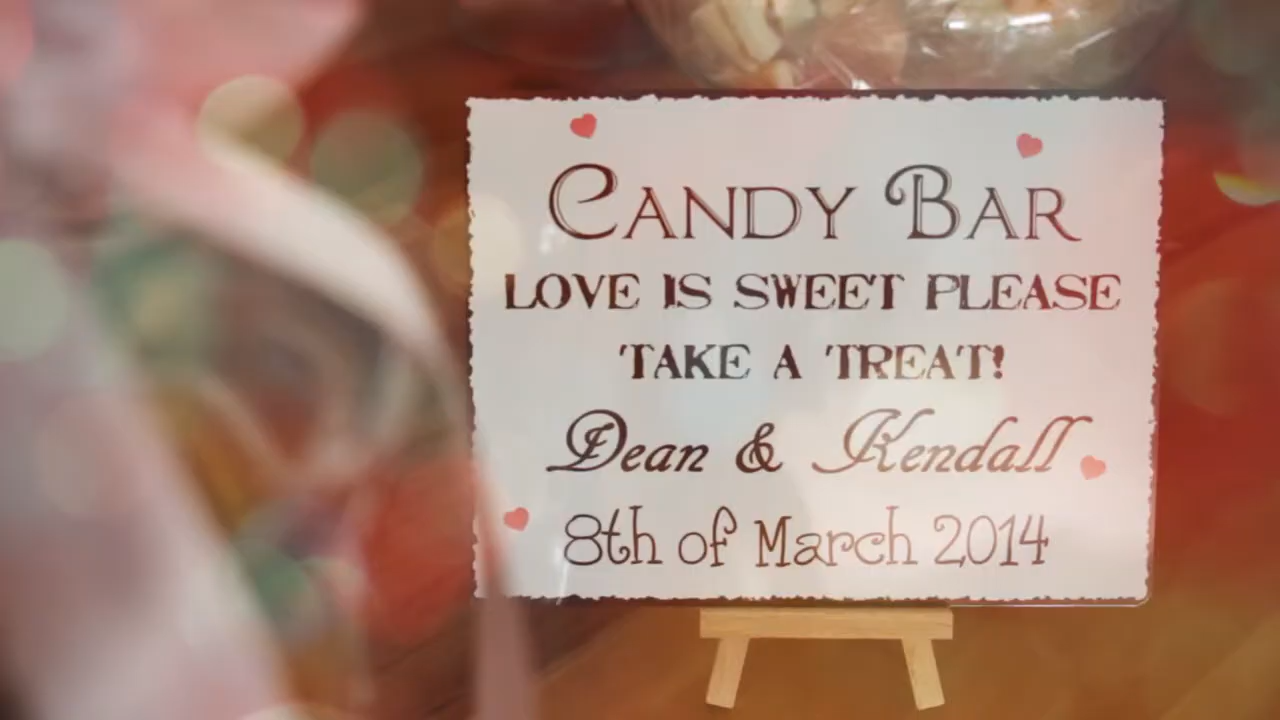 CANDY BAR
LOVE IS SWEET PLEASE
TAKE A TREAT!
Dean & Kendall
8th of March 2014